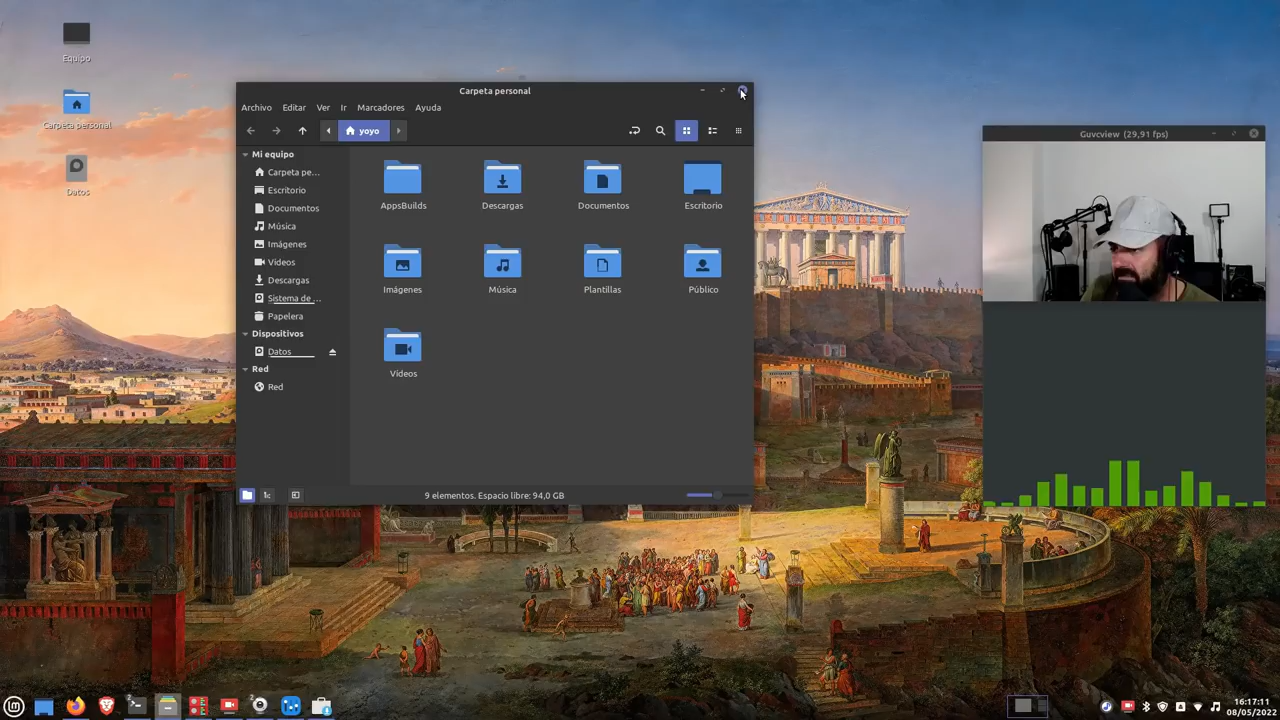 Equipo
Carpeta personal
Datos
Carpeta personal
Archivo Editar Ver Ir Marcadores Ayuda
yoyo
Mi equipo
Carpeta pe...
Escritorio
Documentos
Música
Imágenes
Vídeos
Descargas
Sistema de ...
Papelera
Dispositivos
Datos
Red
Red
AppsBuilds
Descargas
Documentos
Escritorio
Imágenes
Música
Plantillas
Público
Vídeos
9 elementos. Espacio libre: 94,0 GB
Guvcview (29,91 fps)
2
2
16:17:11
08/05/2022